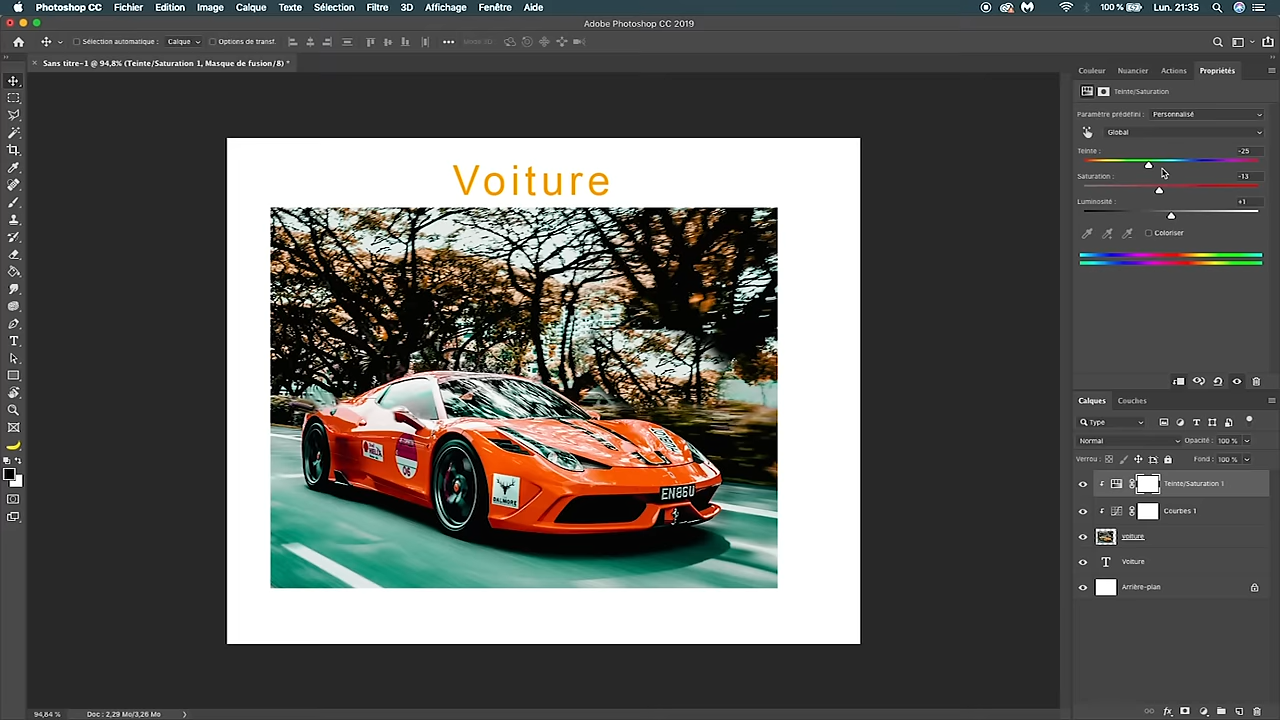 Photoshop CC Fichier Edition Image Calque Texte Sélection Filtre 3D Affichage Fenêtre Aide 100 % Lun. 21:35
Adobe Photoshop CC 2019
Sélection automatique : Calque Options de transf. ••• Mode 3D :
Sans titre-1 @ 94,8% (Teinte/Saturation 1, Masque de fusion/8) *
Couleur Nuancier Actions Propriétés
Teinte/Saturation
Paramètre prédéfini : Personnalisé
Global
Teinte : -25
Saturation : -13
Luminosité : +1
Coloriser
Voiture
DALMORE
EN86U
Calques Couches
Type
Normal Opacité : 100 %
Verrou : Fond : 100 %
Teinte/Saturation 1
Courbes 1
voiture
Voiture
Arrière-plan
94,84 % Doc : 2,29 Mo/3,26 Mo